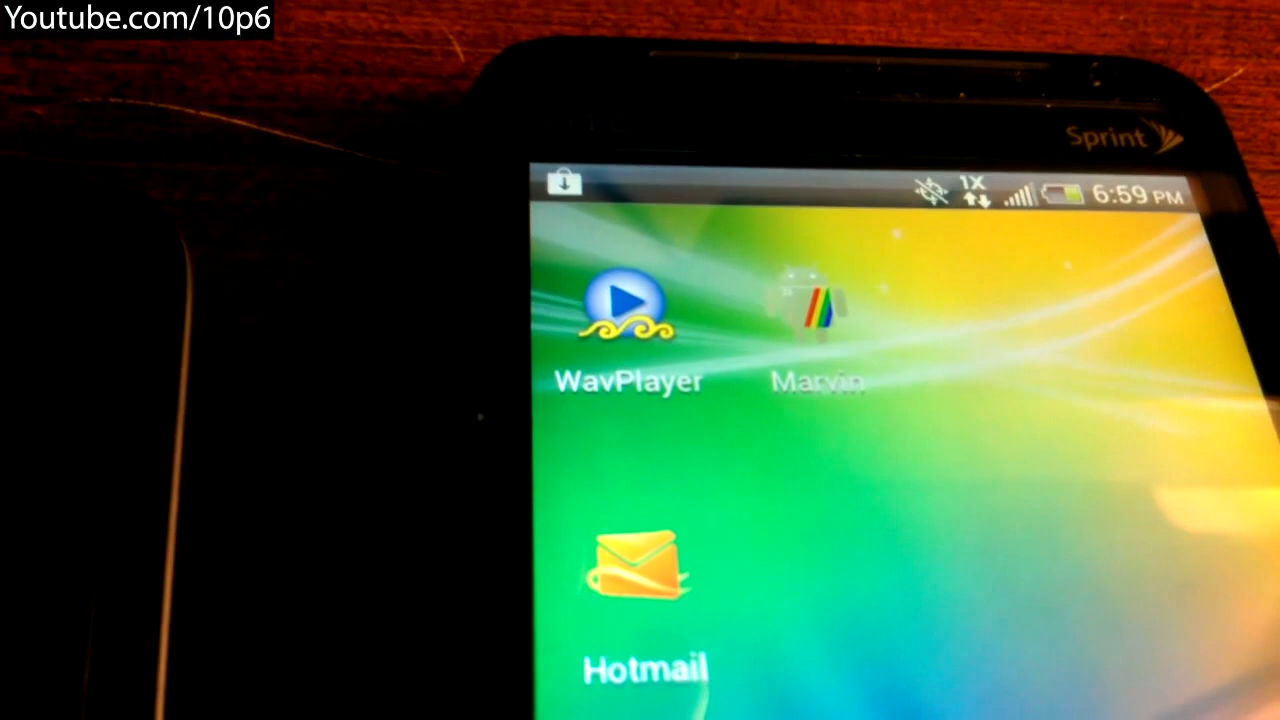 Youtube.com/10p6
Sprint
1X
6:59 PM
WavPlayer
Marvin
Hotmail